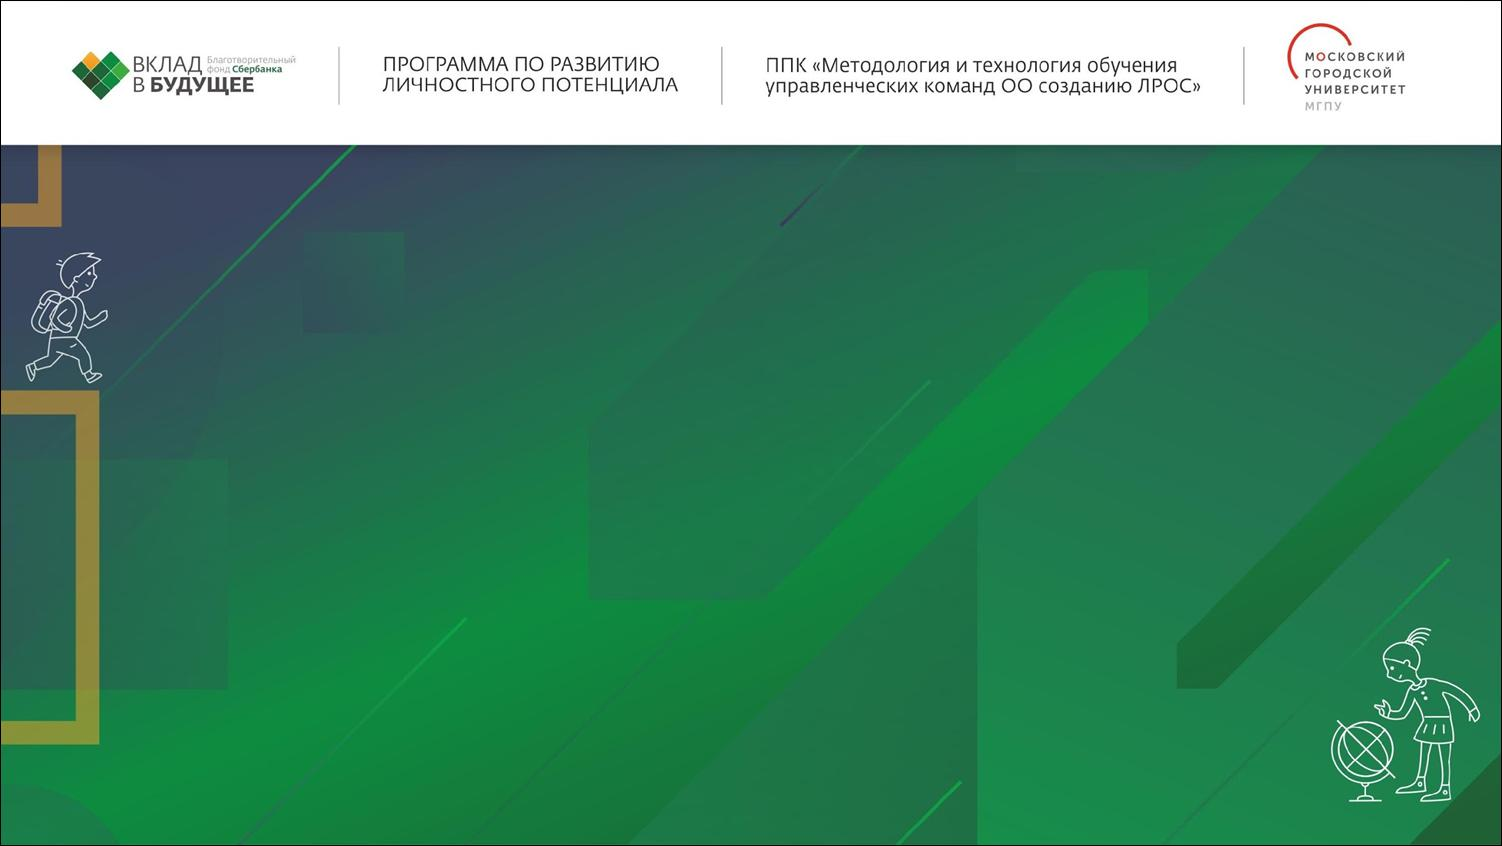 ВКЛАД
В БУДУЩЕЕ
Благотворительный
фонд Сбербанка
ПРОГРАММА ПО РАЗВИТИЮ
ЛИЧНОСТНОГО ПОТЕНЦИАЛА
ППК «Методология и технология обучения
управленческих команд ОО созданию ЛРОС»
МОСКОВСКИЙ
ГОРОДСКОЙ
УНИВЕРСИТЕТ
МГПУ